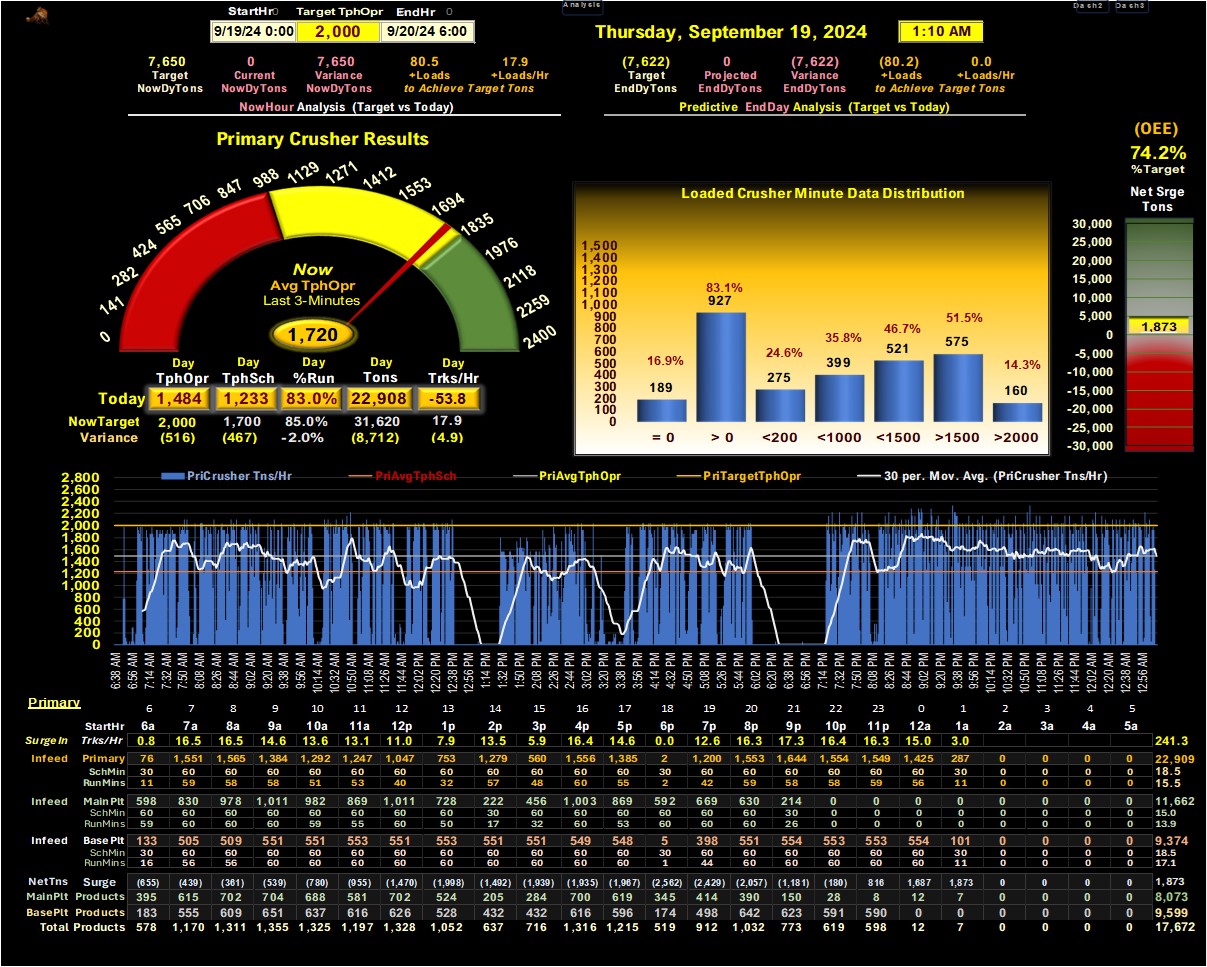 Analysis
Dash2 Dash3
StartHr0 Target TphOpr 0 EndHr
9/19/24 0:00 2,000 9/20/24 6:00
Thursday, September 19, 2024 1:10 AM
7,650 0 7,650 80.5 17.9
Target Current Variance +Loads +Loads/Hr
NowDyTons NowDyTons NowDyTons to Achieve Target Tons
NowHour Analysis (Target vs Today)
(7,622) 0 (7,622) (80.2) 0.0
Target Projected Variance +Loads +Loads/Hr
EndDyTons EndDyTons EndDyTons to Achieve Target Tons
Predictive EndDay Analysis (Target vs Today)
Primary Crusher Results
0 141 282 424 565 706 847 988 1129 1271 1412 1553 1694 1835 1976 2118 2259 2400
Now
Avg TphOpr
Last 3-Minutes
1,720
Day Day Day Day Day
TphOpr TphSch %Run Tons Trks/Hr
Today 1,484 1,233 83.0% 22,908 -53.8
NowTarget 2,000 1,700 85.0% 31,620 17.9
Variance (516) (467) -2.0% (8,712) (4.9)
Loaded Crusher Minute Data Distribution
1,500
1,400
1,300
1,200
1,100
1,000
900
800
700
600
500
400
300
200
100
0
16.9% 83.1% 24.6% 35.8% 46.7% 51.5% 14.3%
189 927 275 399 521 575 160
= 0 > 0 <200 <1000 <1500 >1500 >2000
(OEE)
74.2%
%Target
Net Srge
Tons
30,000
25,000
20,000
15,000
10,000
5,000
0
-5,000
-10,000
-15,000
-20,000
-25,000
-30,000
1,873
PriCrusher Tns/Hr PriAvgTphSch PriAvgTphOpr PriTargetTphOpr 30 per. Mov. Avg. (PriCrusher Tns/Hr)
2,800
2,600
2,400
2,200
2,000
1,800
1,600
1,400
1,200
1,000
800
600
400
200
0
6:38 AM 6:56 AM 7:14 AM 7:32 AM 7:50 AM 8:08 AM 8:26 AM 8:44 AM 9:02 AM 9:20 AM 9:38 AM 9:56 AM 10:14 AM 10:32 AM 10:50 AM 11:08 AM 11:26 AM 11:44 AM 12:02 PM 12:20 PM 12:38 PM 12:56 PM 1:14 PM 1:32 PM 1:50 PM 2:08 PM 2:26 PM 2:44 PM 3:02 PM 3:20 PM 3:38 PM 3:56 PM 4:14 PM 4:32 PM 4:50 PM 5:08 PM 5:26 PM 5:44 PM 6:02 PM 6:20 PM 6:38 PM 6:56 PM 7:14 PM 7:32 PM 7:50 PM 8:08 PM 8:26 PM 8:44 PM 9:02 PM 9:20 PM 9:38 PM 9:56 PM 10:14 PM 10:32 PM 10:50 PM 11:08 PM 11:26 PM 11:44 PM 12:02 AM 12:20 AM 12:38 AM 12:56 AM
Primary 6 7 8 9 10 11 12 13 14 15 16 17 18 19 20 21 22 23 0 1 2 3 4 5
StartHr 6a 7a 8a 9a 10a 11a 12p 1p 2p 3p 4p 5p 6p 7p 8p 9p 10p 11p 12a 1a 2a 3a 4a 5a
SurgeIn Trks/Hr 0.8 16.5 16.5 14.6 13.6 13.1 11.0 7.9 13.5 5.9 16.4 14.6 0.0 12.6 16.3 17.3 16.4 16.3 15.0 3.0 241.3
Infeed Primary 76 1,551 1,565 1,384 1,292 1,247 1,047 753 1,279 560 1,556 1,385 2 1,200 1,553 1,644 1,554 1,549 1,425 287 0 0 0 0 22,909
SchMin 30 60 60 60 60 60 60 60 60 60 60 60 30 60 60 60 60 60 60 30 0 0 0 0 18.5
RunMins 11 59 58 58 51 53 40 32 57 48 60 55 2 42 59 58 58 59 56 11 0 0 0 0 15.5
Infeed MainPlt 598 830 978 1,011 982 869 1,011 728 222 456 1,003 869 592 669 630 214 0 0 0 0 0 0 0 0 11,662
SchMin 60 60 60 60 60 60 60 60 30 60 60 60 60 60 60 30 0 0 0 0 0 0 0 0 15.0
RunMins 59 60 60 60 59 55 60 50 17 32 60 53 60 60 60 26 0 0 0 0 0 0 0 0 13.9
Infeed BasePlt 133 505 509 551 551 553 551 553 551 551 549 548 5 398 551 554 553 553 554 101 0 0 0 0 9,374
SchMin 30 60 60 60 60 60 60 60 60 60 60 60 30 60 60 60 60 60 60 30 0 0 0 0 18.5
RunMins 16 56 56 60 60 60 60 60 60 60 60 60 1 44 60 60 60 60 60 11 0 0 0 0 17.1
NetTns Surge (655) (439) (361) (539) (780) (955) (1,470) (1,998) (1,492) (1,939) (1,935) (1,967) (2,562) (2,429) (2,057) (1,181) (180) 816 1,687 1,873 0 0 0 0 1,873
MainPlt Products 395 615 702 704 688 581 702 524 205 284 700 619 345 414 390 150 28 8 12 7 0 0 0 0 8,073
BasePlt Products 183 555 609 651 637 616 626 528 432 432 616 596 174 498 642 623 591 590 0 0 0 0 0 0 9,599
Total Products 578 1,170 1,311 1,355 1,325 1,197 1,328 1,052 637 716 1,316 1,215 519 912 1,032 773 619 598 12 7 0 0 0 0 17,672